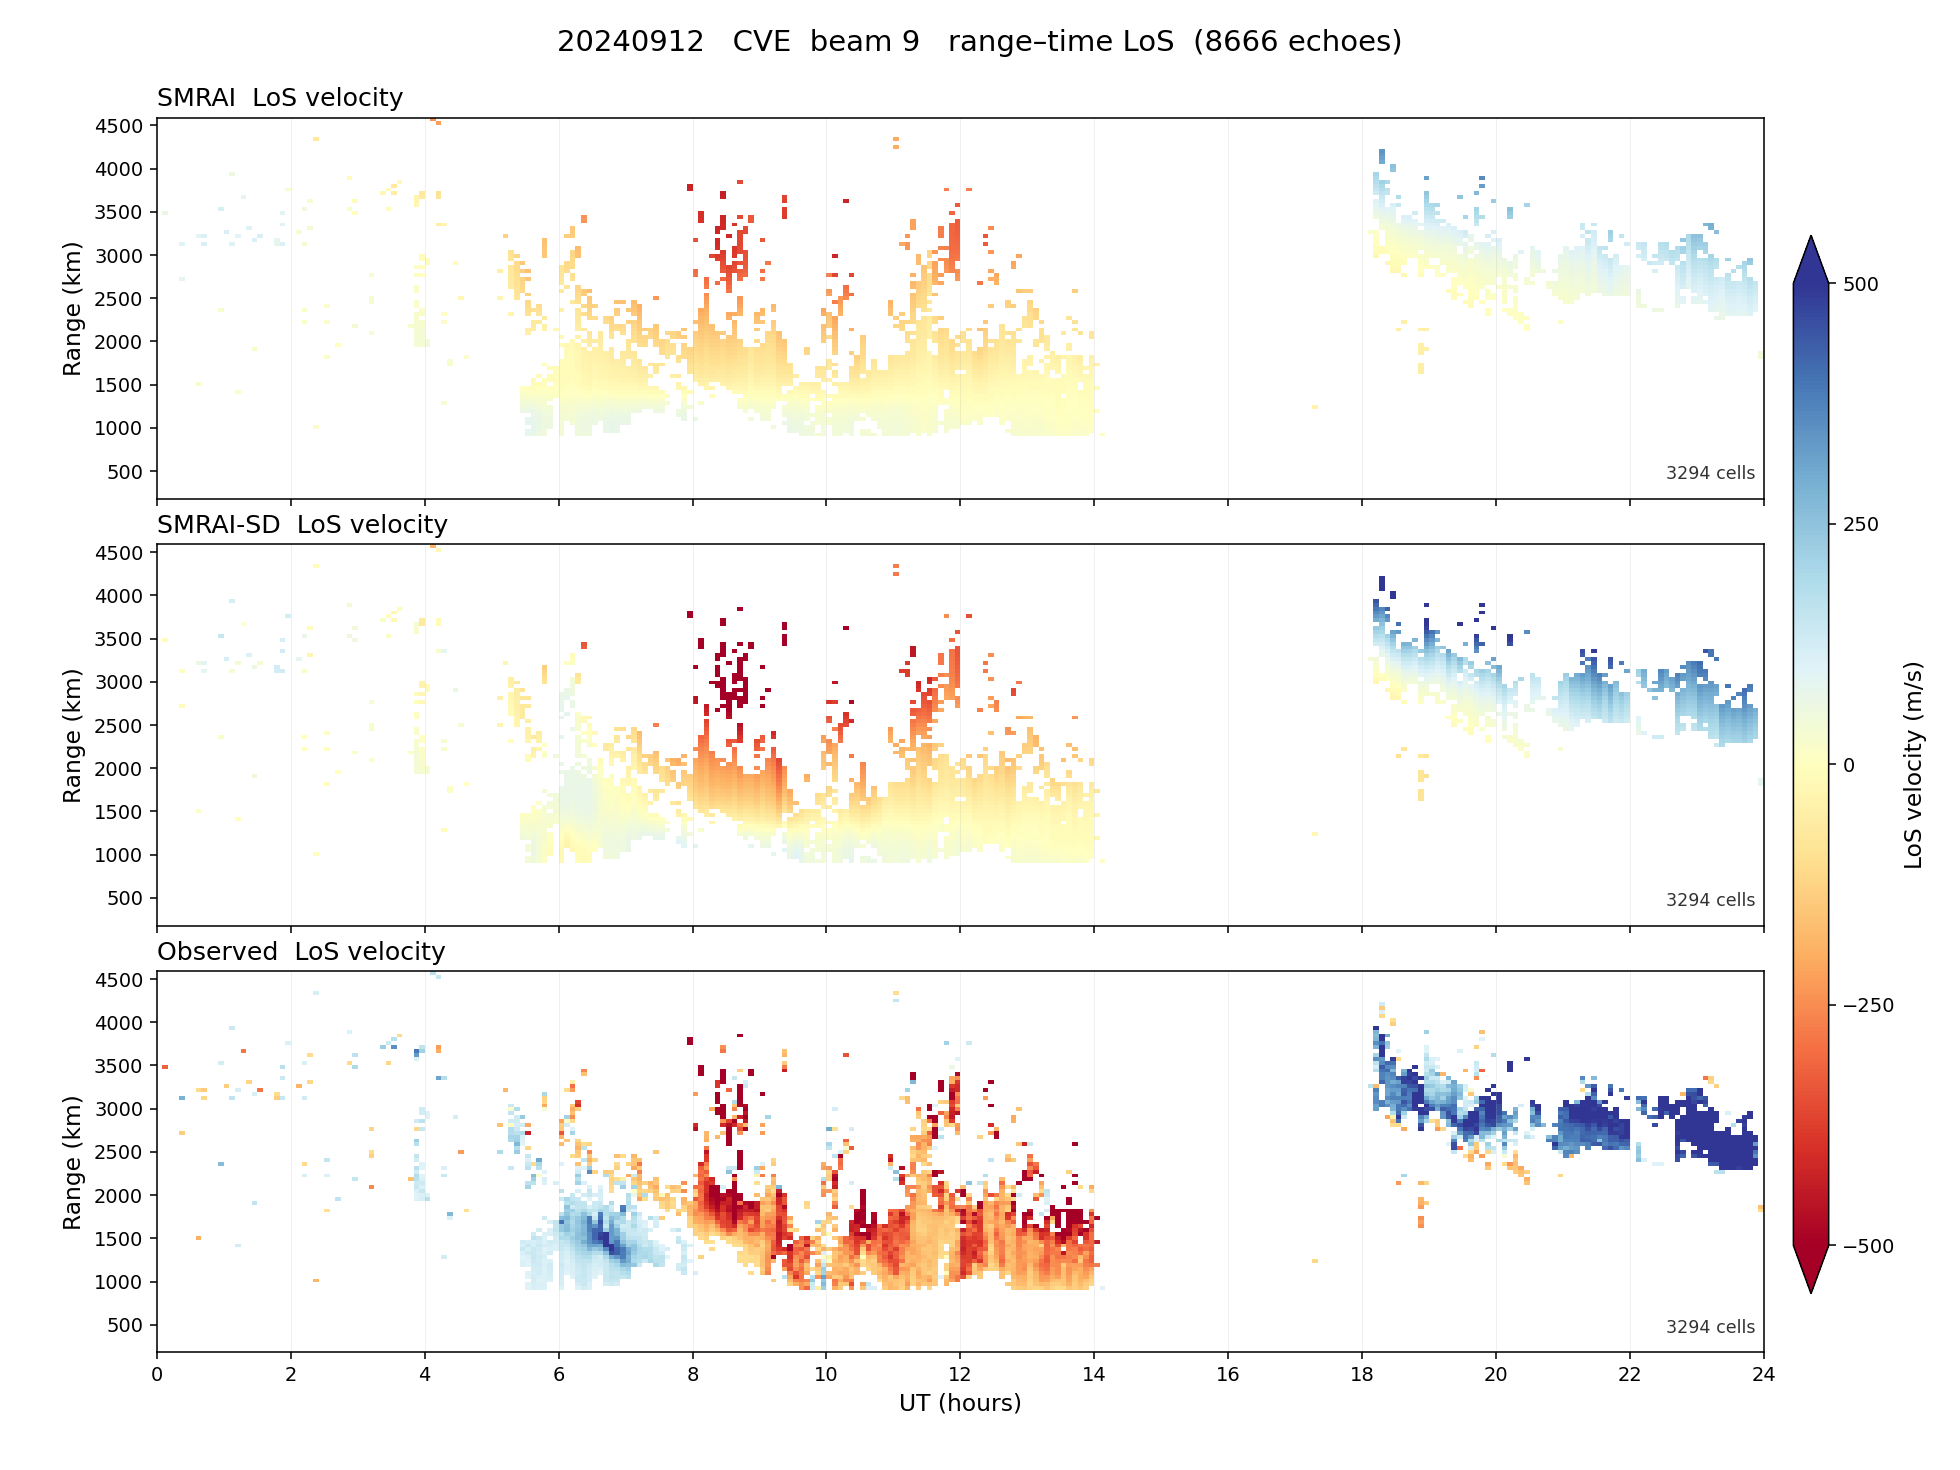 20240912   CVE  beam 9   range–time LoS  (8666 echoes)
SMRAI  LoS velocity
4500
4000
3500
3000
2500
2000
1500
1000
500
Range (km)
3294 cells
SMRAI-SD  LoS velocity
4500
4000
3500
3000
2500
2000
1500
1000
500
Range (km)
3294 cells
Observed  LoS velocity
4500
4000
3500
3000
2500
2000
1500
1000
500
Range (km)
3294 cells
0 2 4 6 8 10 12 14 16 18 20 22 24
UT (hours)
500
250
0
−250
−500
LoS velocity (m/s)